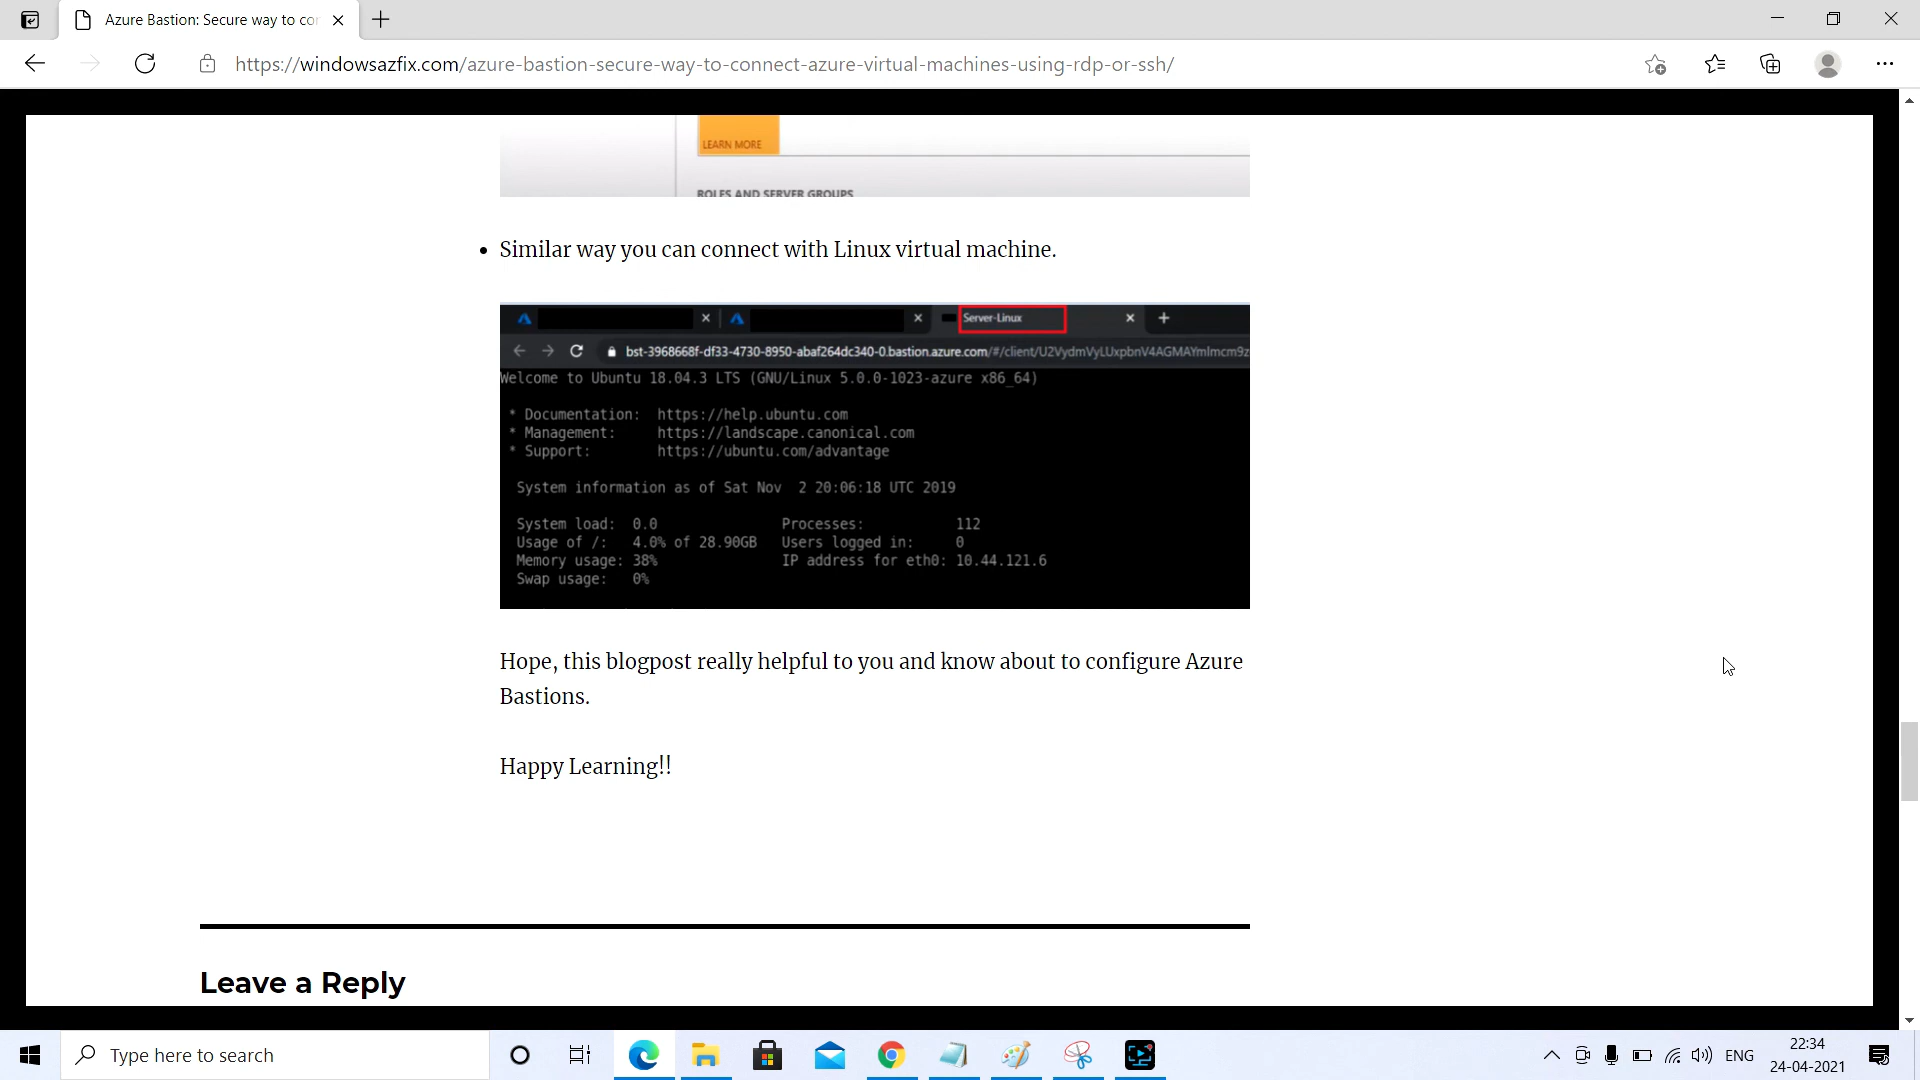 Azure Bastion: Secure way to con
https://windowsazfix.com/azure-bastion-secure-way-to-connect-azure-virtual-machines-using-rdp-or-ssh/
LEARN MORE
ROLES AND SERVER GROUPS
• Similar way you can connect with Linux virtual machine.
Server-Linux
bst-3968668f-df33-4730-8950-abaf264dc340-0.bastion.azure.com/#/client/U2VydmVyLUxpbnV4AGMAYmlmcm9z
Welcome to Ubuntu 18.04.3 LTS (GNU/Linux 5.0.0-1023-azure x86_64)
* Documentation: https://help.ubuntu.com
* Management: https://landscape.canonical.com
* Support: https://ubuntu.com/advantage
System information as of Sat Nov 2 20:06:18 UTC 2019
System load: 0.0 Processes: 112
Usage of /: 4.0% of 28.90GB Users logged in: 0
Memory usage: 38% IP address for eth0: 10.44.121.6
Swap usage: 0%
Hope, this blogpost really helpful to you and know about to configure Azure
Bastions.
Happy Learning!!
Leave a Reply
Type here to search
ENG
22:34
24-04-2021